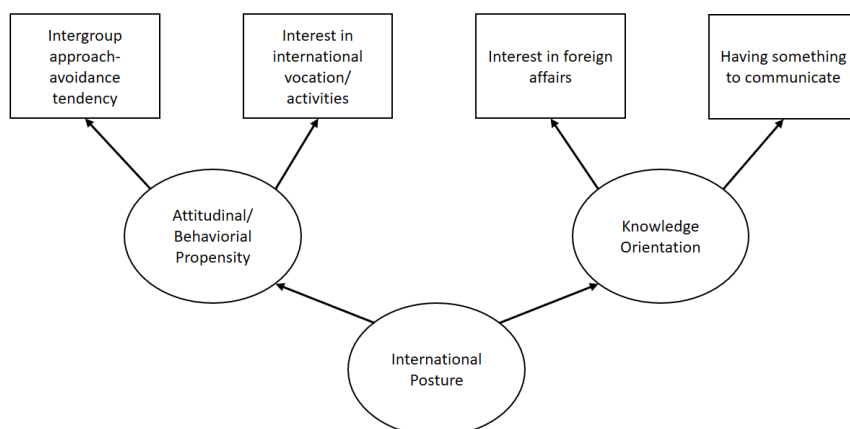 Intergroup
approach-
avoidance
tendency
Interest in
international
vocation/
activities
Interest in foreign
affairs
Having something
to communicate
Attitudinal/
Behaviorial
Propensity
Knowledge
Orientation
International
Posture